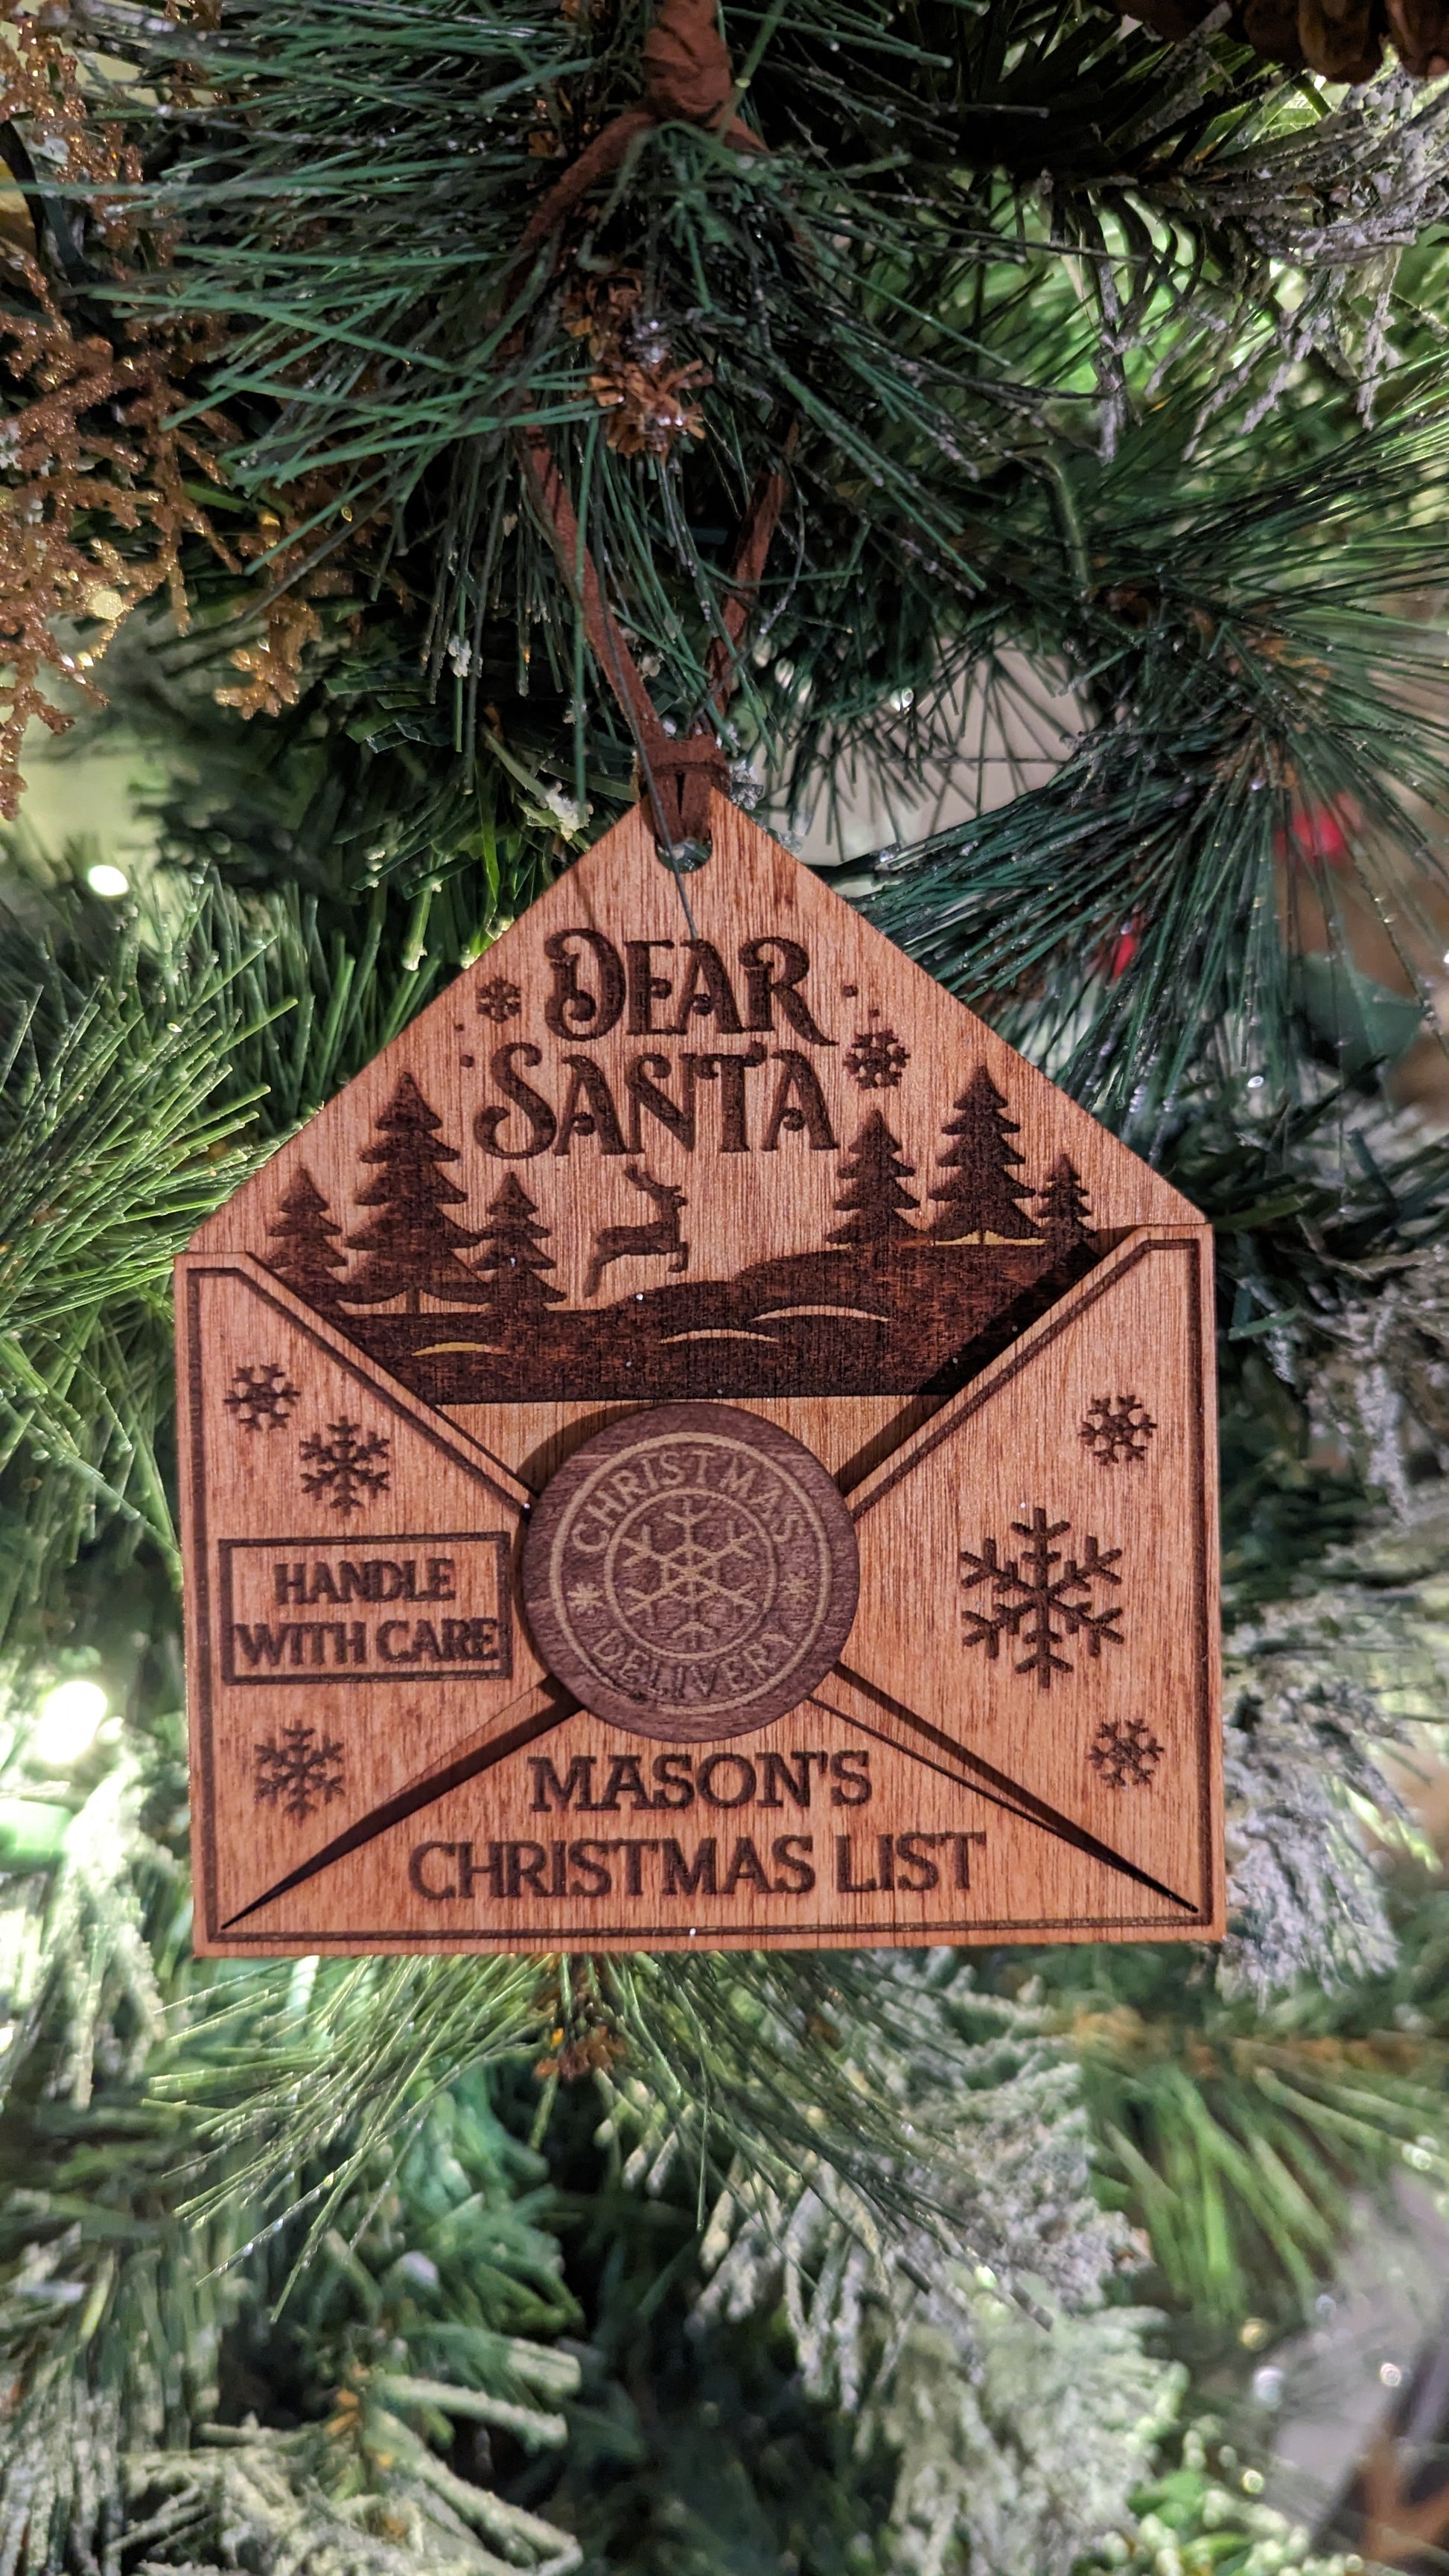 DEAR
SANTA
CHRISTMAS
DELIVERY
HANDLE
WITH CARE
MASON'S
CHRISTMAS LIST